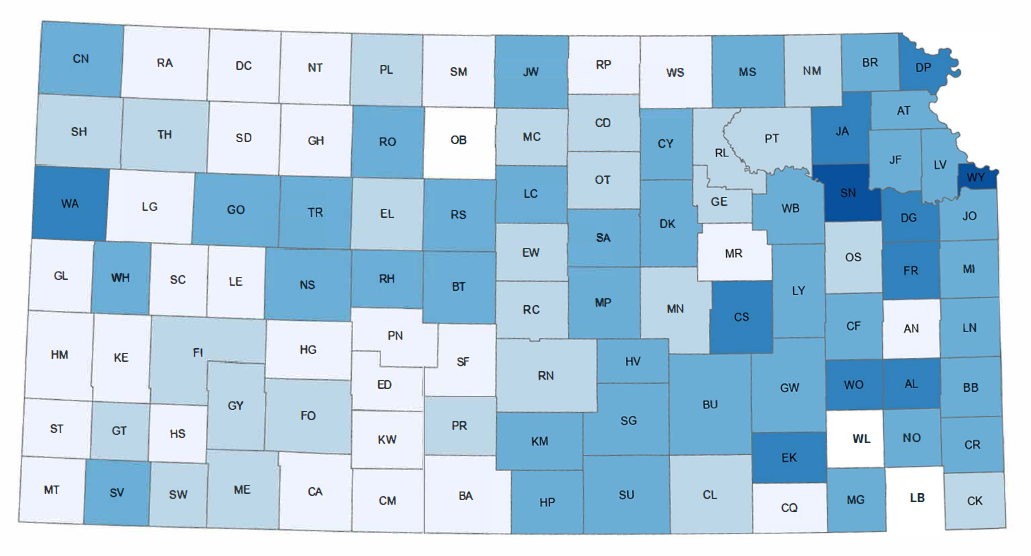 CN RA DC NT PL SM JW RP WS MS NM BR DP
SH TH SD GH RO OB MC CD CY RL PT JA AT
JF LV WY
WA LG GO TR EL RS LC OT GE WB SN DG JO
SA DK
GL WH SC LE NS RH BT EW MR OS FR MI
RC MP MN CS LY CF AN LN
HM KE FI HG PN SF
ED RN HV GW WO AL BB
GY FO BU
ST GT HS KW PR KM SG WL NO CR
EK
MT SV SW ME CA CM BA HP SU CL CQ MG LB CK